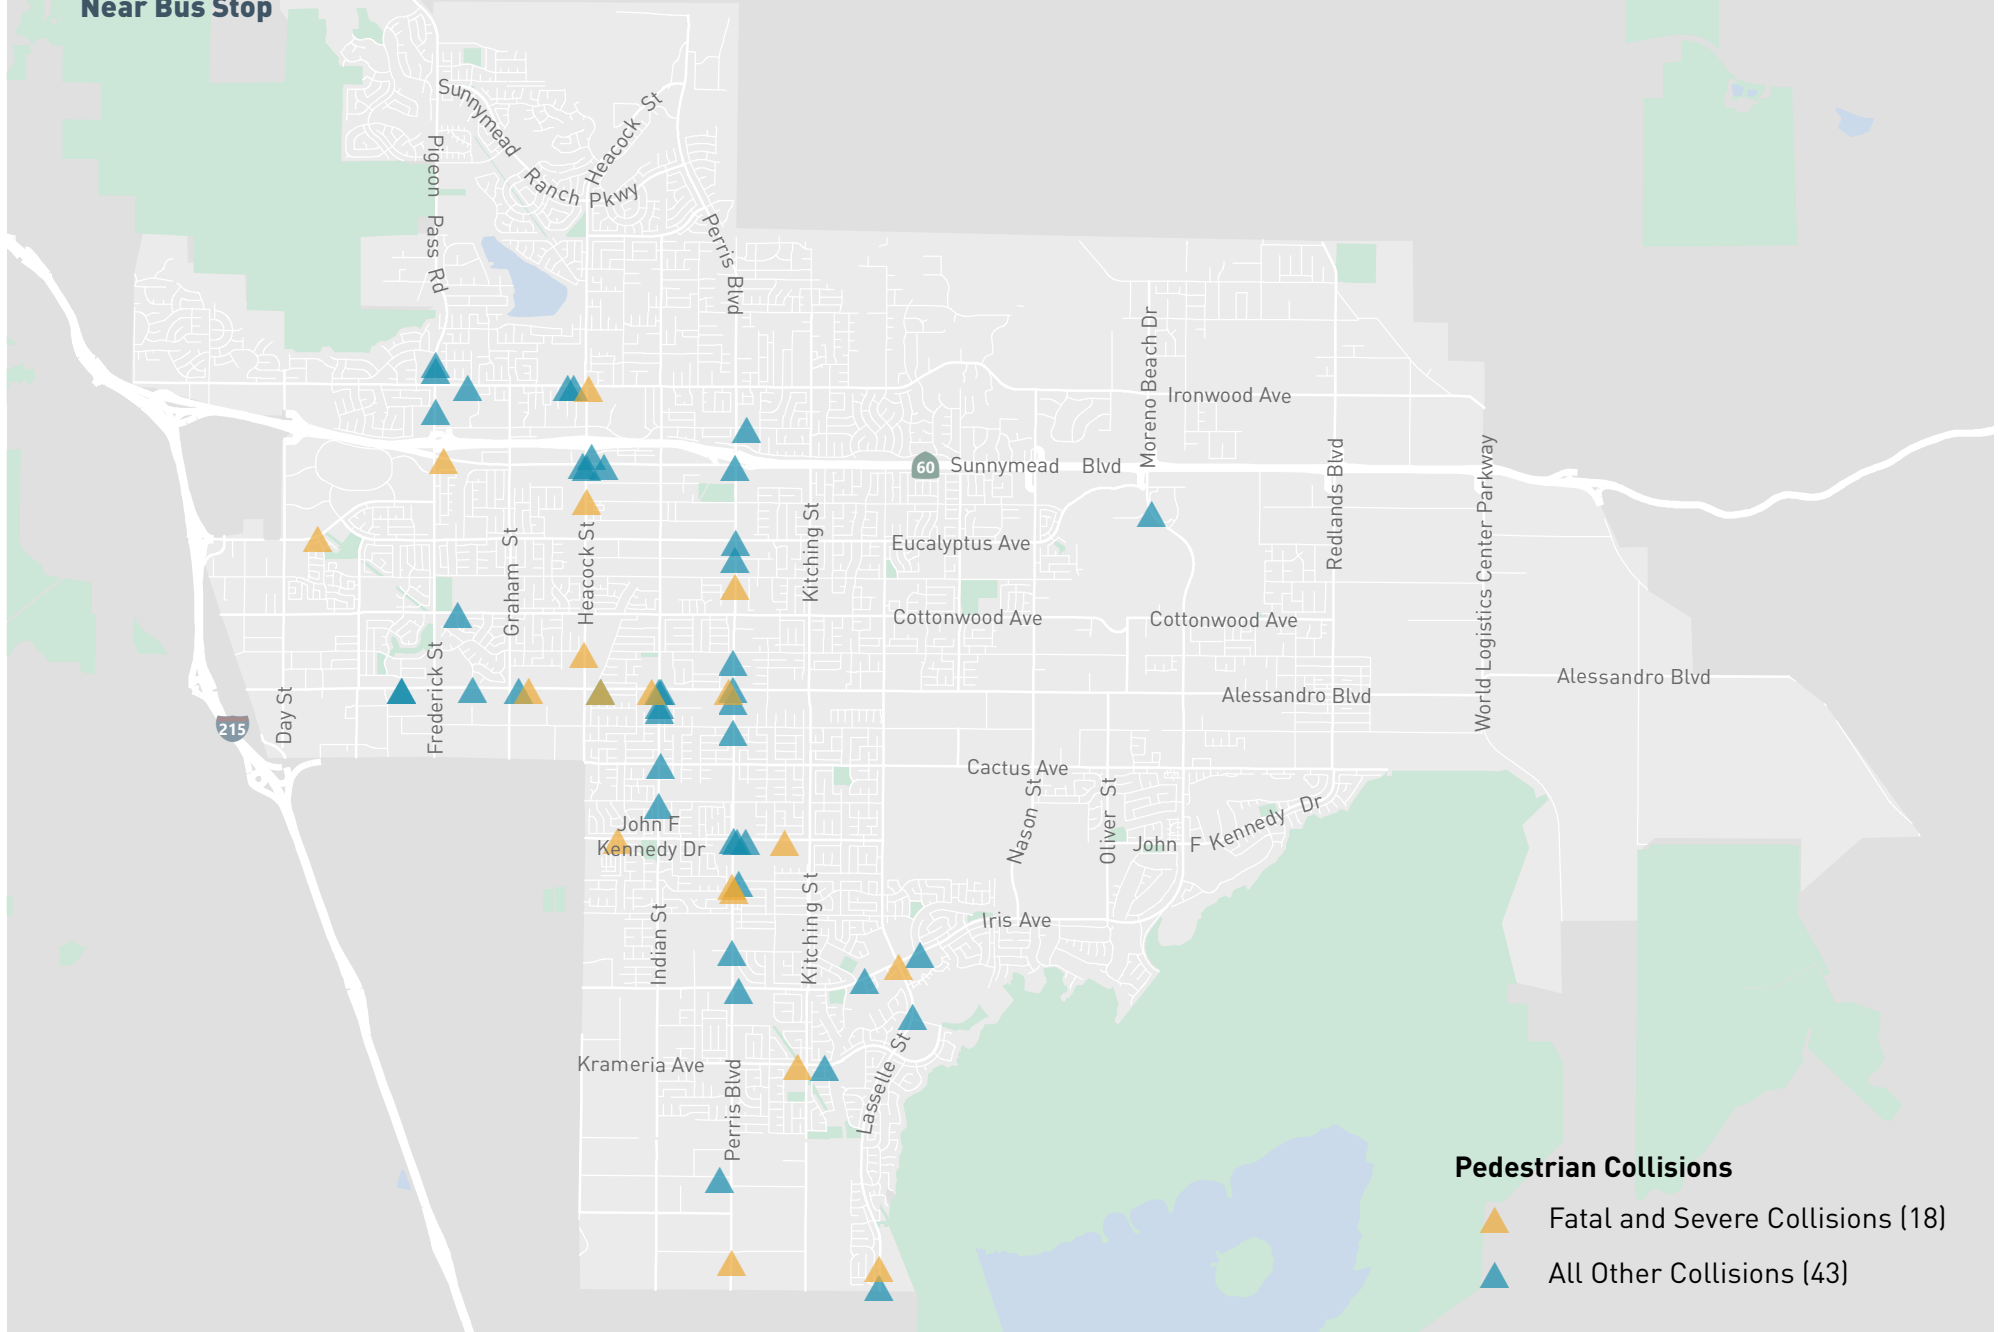 Near Bus Stop
Sunnymead Ranch Pkwy
Heacock St
Pigeon Pass Rd
Perris Blvd
Moreno Beach Dr
Ironwood Ave
60
Sunnymead Blvd
Redlands Blvd
World Logistics Center Parkway
Kitching St
Eucalyptus Ave
Graham St
Heacock St
Cottonwood Ave
Cottonwood Ave
Frederick St
Day St
215
Alessandro Blvd
Alessandro Blvd
Cactus Ave
Nason St
Oliver St
John F Kennedy Dr
John F
Kennedy Dr
Indian St
Kitching St
Iris Ave
Krameria Ave
Perris Blvd
Lasselle St
Pedestrian Collisions
Fatal and Severe Collisions (18)
All Other Collisions (43)